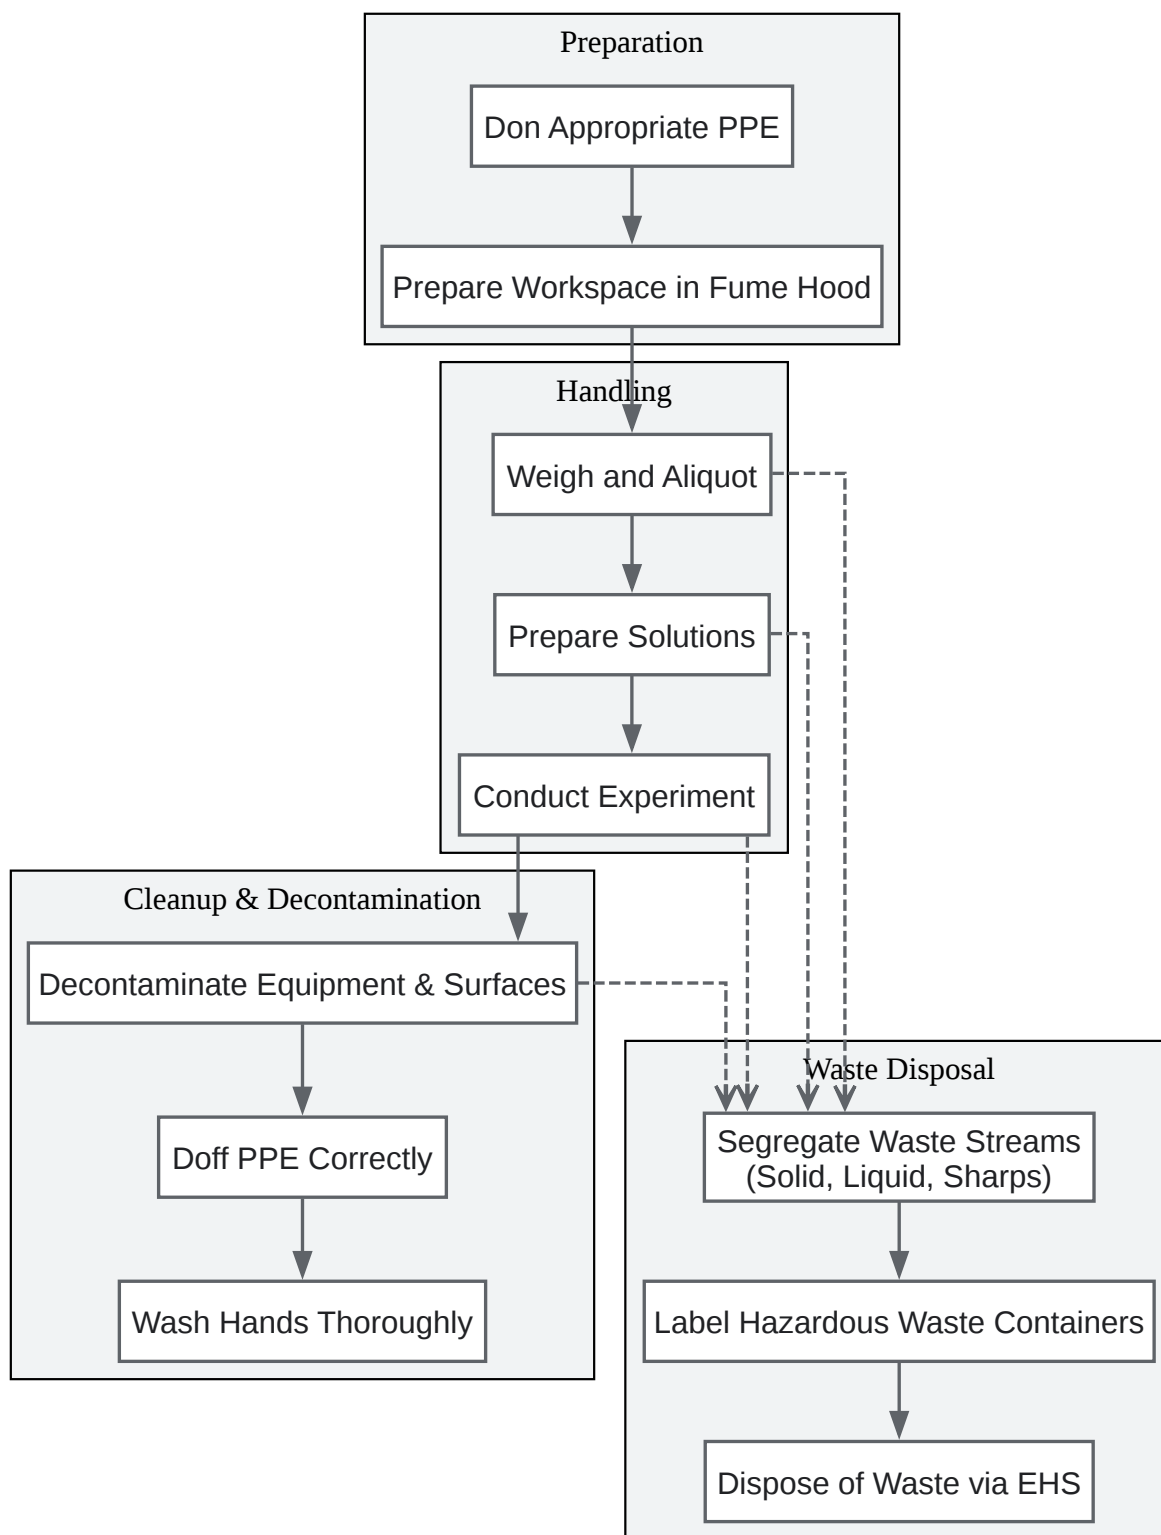 Preparation
Don Appropriate PPE
Prepare Workspace in Fume Hood
Handling
Weigh and Aliquot
Prepare Solutions
Conduct Experiment
Cleanup & Decontamination
Decontaminate Equipment & Surfaces
Doff PPE Correctly
Wash Hands Thoroughly
Waste Disposal
Segregate Waste Streams
(Solid, Liquid, Sharps)
Label Hazardous Waste Containers
Dispose of Waste via EHS